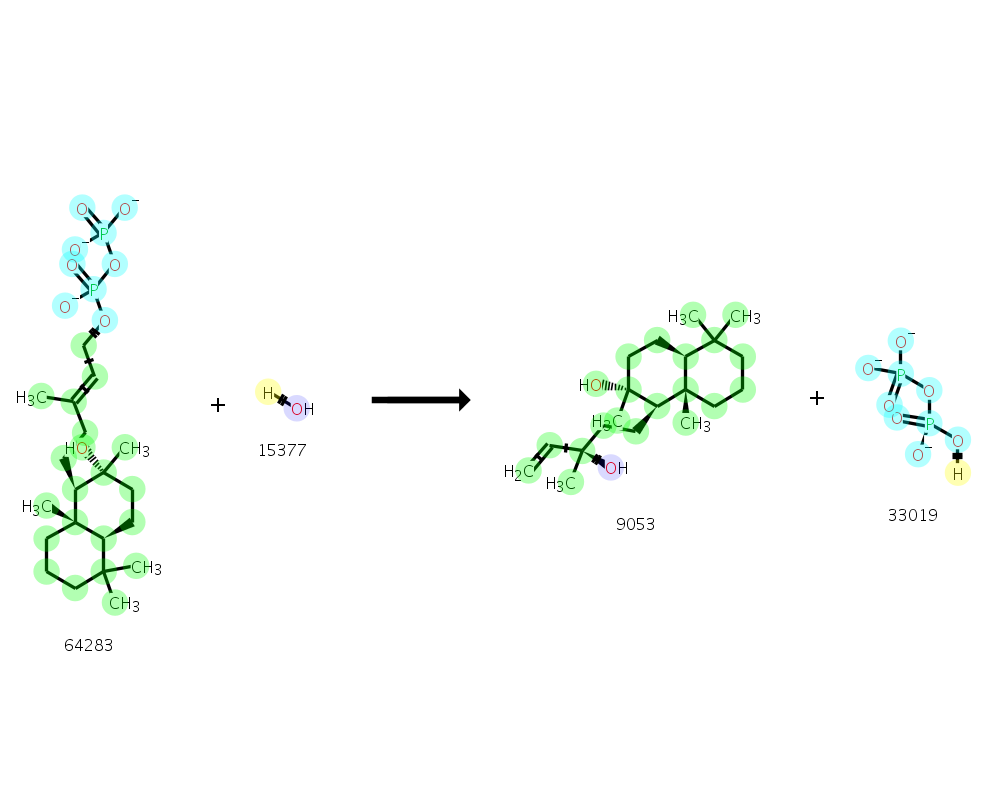 O O⁻
P
O⁻
O O
P
O⁻
O
H₃C
HO CH₃
H₃C
CH₃
CH₃
64283
+
H
OH
15377
H₃C CH₃
HO
H₃C
CH₃
OH
H₂C
H₃C
9053
+
O⁻
O⁻
P
O
O
O
P
O
O⁻
H
33019